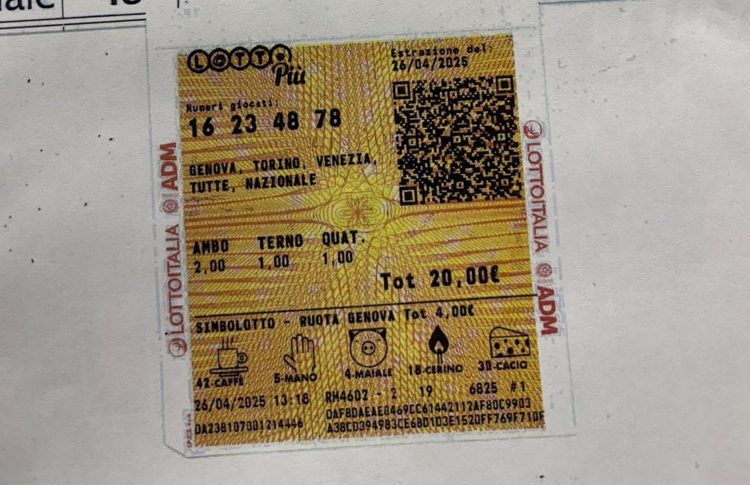 LOTTO
Più
Estrazione del:
26/04/2025
Numeri giocati:
16 23 48 78
GENOVA, TORINO, VENEZIA,
TUTTE, NAZIONALE
AMBO TERNO QUAT.
2,00 1,00 1,00
Tot 20,00€
SIMBOLOTTO - RUOTA GENOVA Tot 4,00€
42-CAFFE 5-MANO 4-MAIALE 18-CERINO 30-CACIO
26/04/2025 13:18 RM4602 - 2 19 6825 #1
LOTTOITALIA ADM
LOTTOITALIA ADM